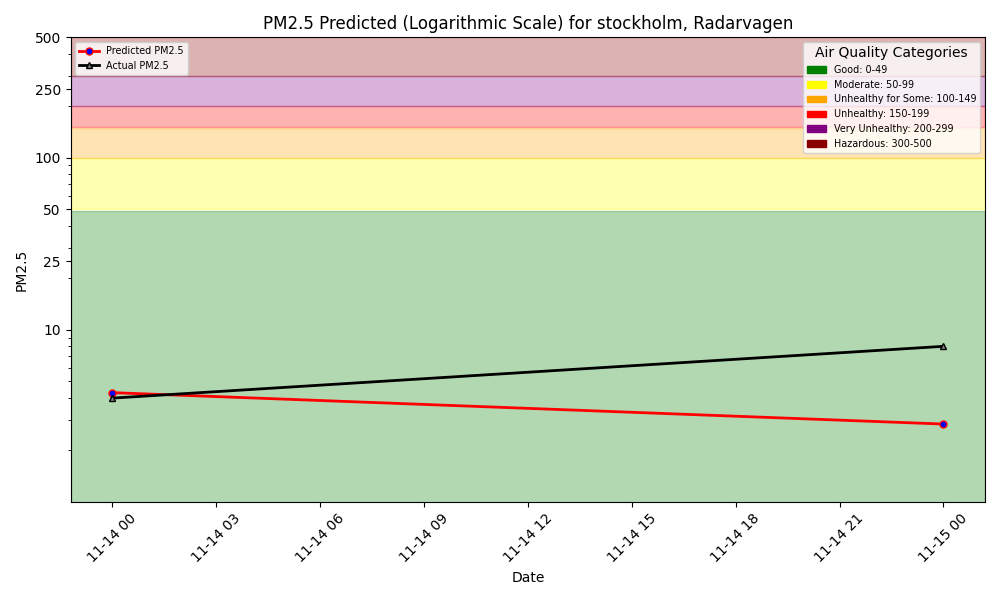 PM2.5 Predicted (Logarithmic Scale) for stockholm, Radarvagen
Predicted PM2.5
Actual PM2.5
Air Quality Categories
Good: 0-49
Moderate: 50-99
Unhealthy for Some: 100-149
Unhealthy: 150-199
Very Unhealthy: 200-299
Hazardous: 300-500
PM2.5
500
250
100
50
25
10
11-14 00
11-14 03
11-14 06
11-14 09
11-14 12
11-14 15
11-14 18
11-14 21
11-15 00
Date